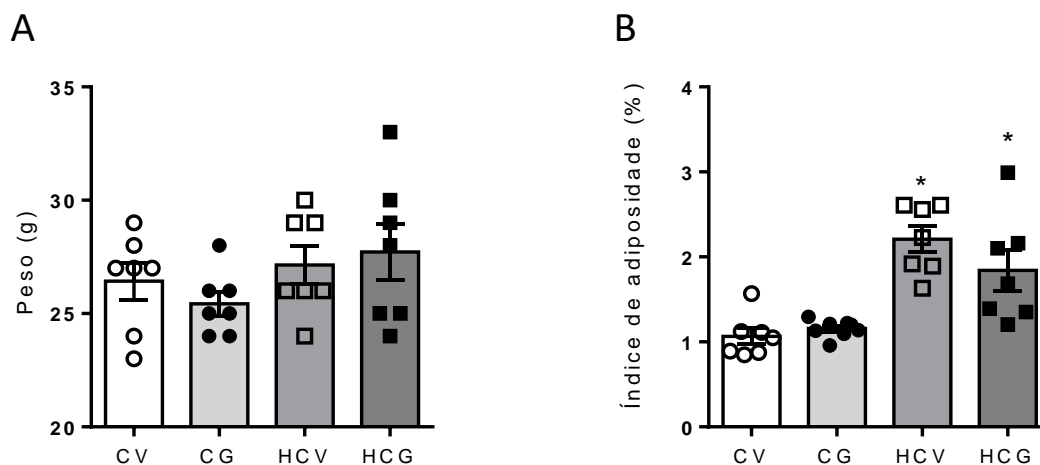 A
B
Peso (g)
35
30
25
20
CV CG HCV HCG
Índice de adiposidade (%)
4
3
2
1
0
*
*
CV CG HCV HCG